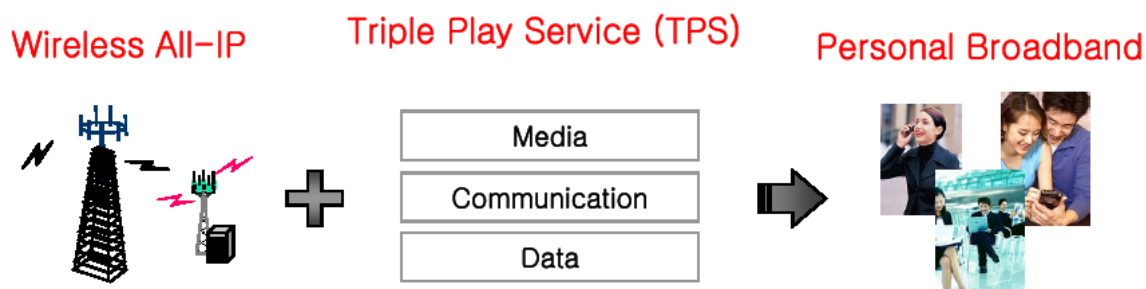 Wireless All-IP
Triple Play Service (TPS)
Personal Broadband
Media
Communication
Data